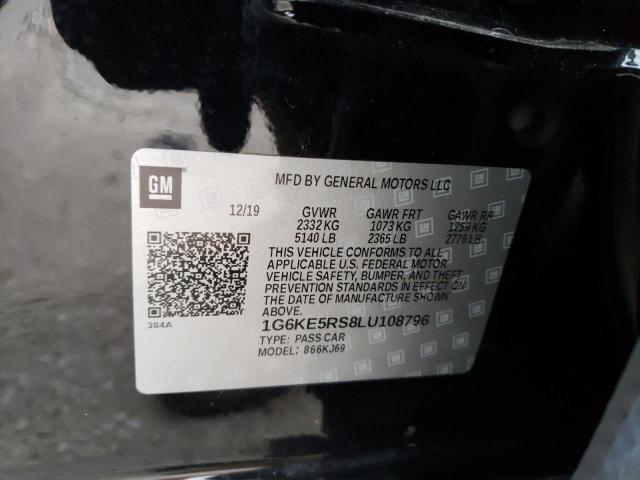 GM
MFD BY GENERAL MOTORS LLC
12/19 GVWR GAWR FRT GAWR RR
2332 KG 1073 KG 1259 KG
5140 LB 2365 LB 2776 LB
THIS VEHICLE CONFORMS TO ALL
APPLICABLE U.S. FEDERAL MOTOR
VEHICLE SAFETY, BUMPER, AND THEFT
PREVENTION STANDARDS IN EFFECT ON
THE DATE OF MANUFACTURE SHOWN
ABOVE.
384A
1G6KE5RS8LU108796
TYPE: PASS CAR
MODEL: 866KJ69